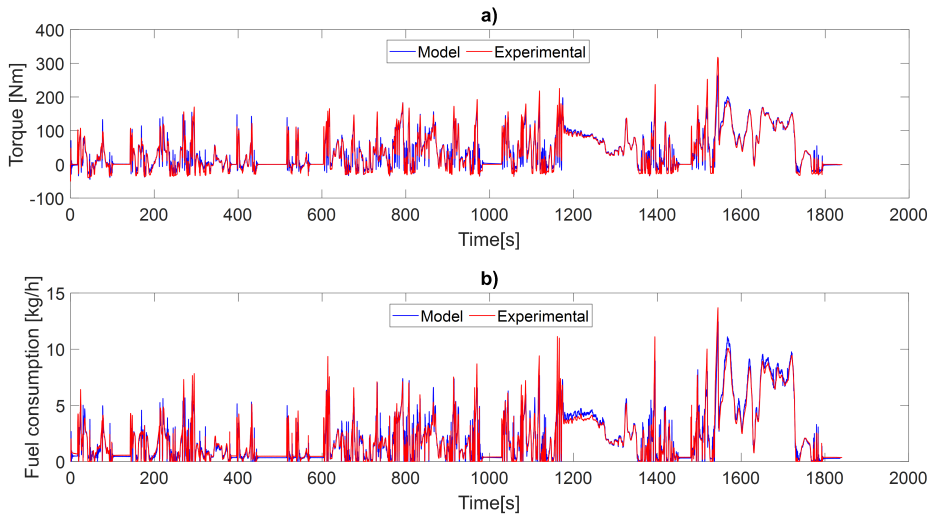 a)
400
300
200
100
0
-100
Torque [Nm]
Model
Experimental
0 200 400 600 800 1000 1200 1400 1600 1800 2000
Time[s]
b)
15
10
5
0
Fuel consumption [kg/h]
Model
Experimental
0 200 400 600 800 1000 1200 1400 1600 1800 2000
Time[s]